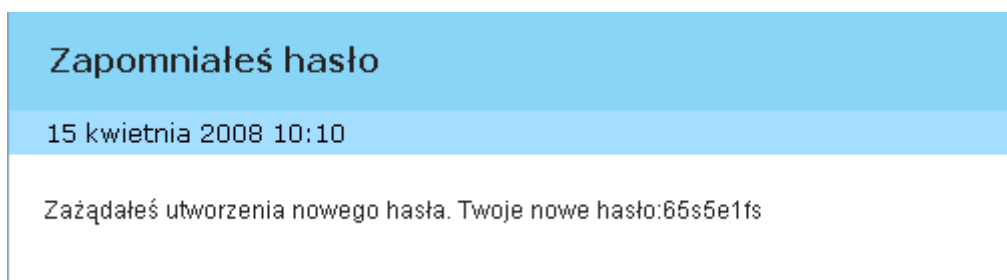 Zapomniałeś hasło
15 kwietnia 2008 10:10
Zażądałeś utworzenia nowego hasła. Twoje nowe hasło:65s5e1fs